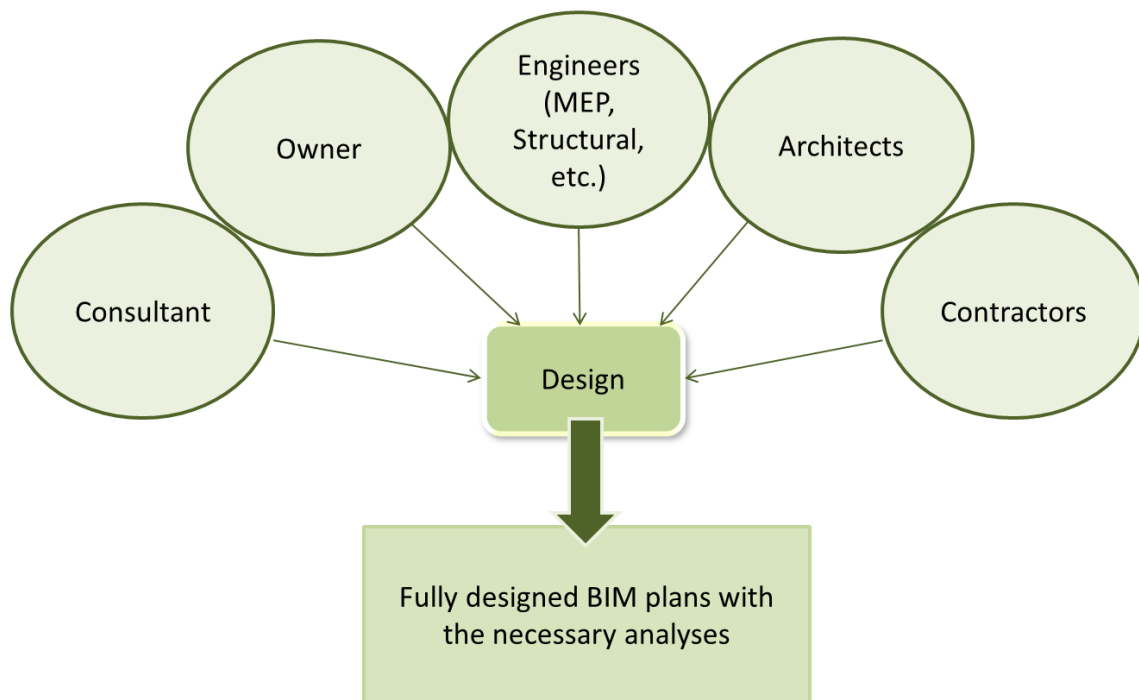 Engineers
(MEP,
Structural,
etc.)
Owner
Architects
Consultant
Contractors
Design
Fully designed BIM plans with
the necessary analyses